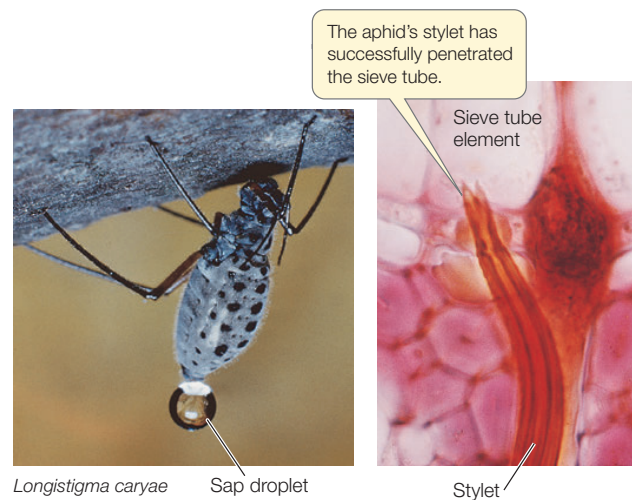 The aphid's stylet has
successfully penetrated
the sieve tube.
Sieve tube
element
Longistigma caryae
Sap droplet
Stylet